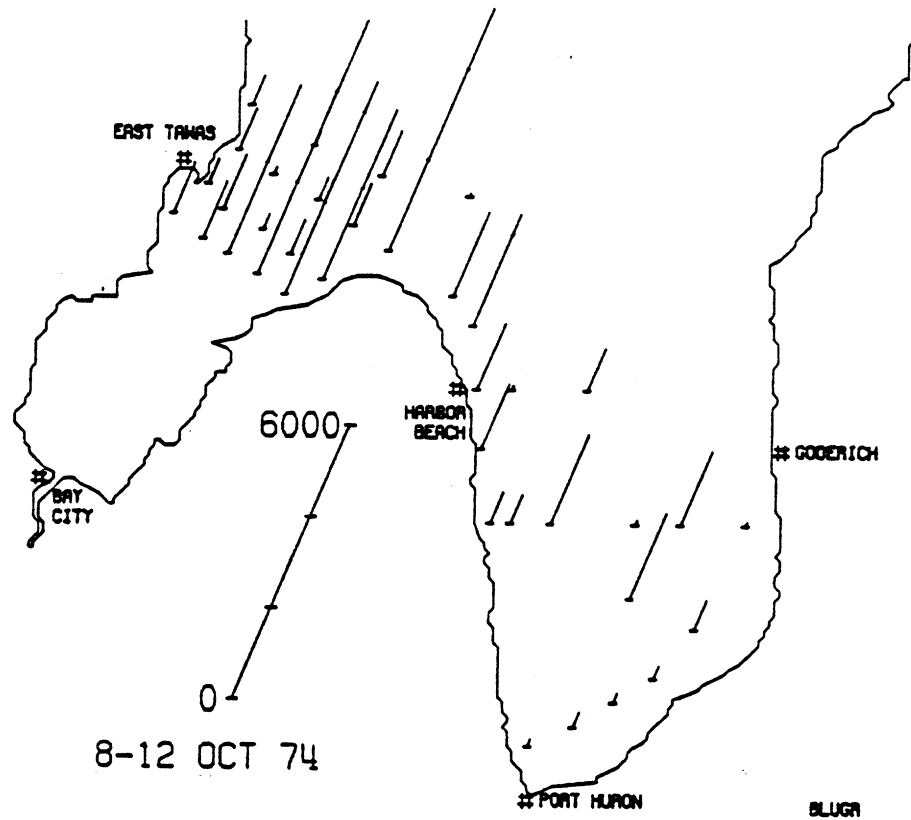 EAST TAWAS
6000
HARBOR
BEACH
GODERICH
BAY
CITY
0
8-12 OCT 74
PORT HURON
BLUGR